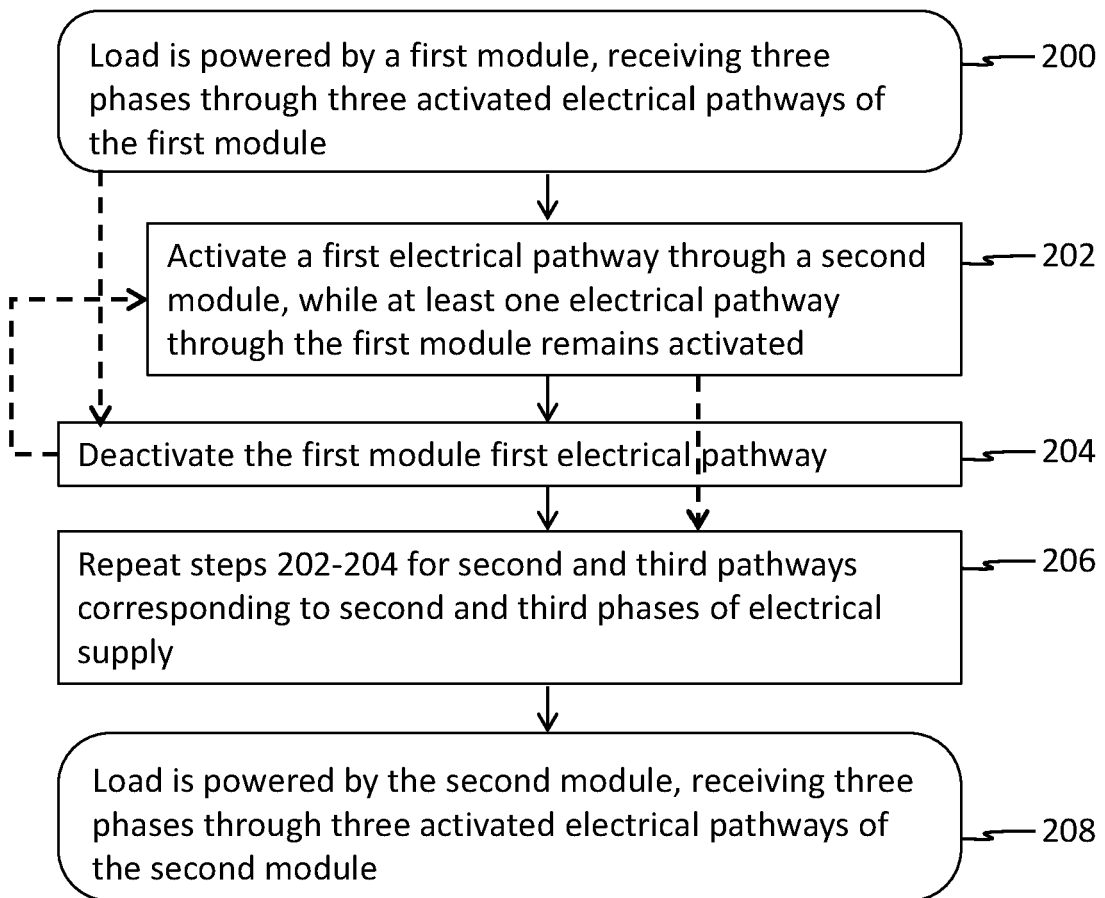 Load is powered by a first module, receiving three
phases through three activated electrical pathways of
the first module
200
Activate a first electrical pathway through a second
module, while at least one electrical pathway
through the first module remains activated
202
Deactivate the first module first electrical pathway
204
Repeat steps 202-204 for second and third pathways
corresponding to second and third phases of electrical
supply
206
Load is powered by the second module, receiving three
phases through three activated electrical pathways of
the second module
208